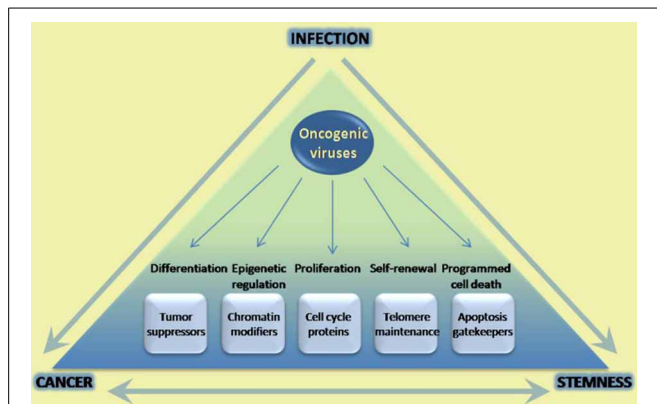 INFECTION
Oncogenic
viruses
Differentiation Epigenetic Proliferation Self-renewal Programmed
regulation cell death
Tumor Chromatin Cell cycle Telomere Apoptosis
suppressors modifiers proteins maintenance gatekeepers
CANCER STEMNESS